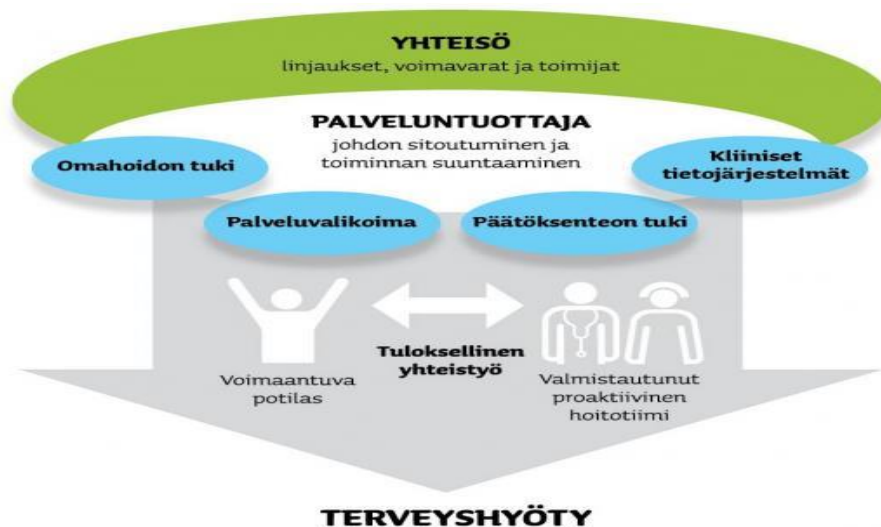 YHTEISÖ
linjaukset, voimavarat ja toimijat
PALVELUNTUOTTAJA
johdon sitoutuminen ja
toiminnan suuntaaminen
Omahoidon tuki
Kliiniset
tietojärjestelmät
Palveluvalikoima
Päätöksenteon tuki
Tuloksellinen
yhteistyö
Voimaantuva
potilas
Valmistautunut
proaktiivinen
hoitotiimi
TERVEYSHYÖTY